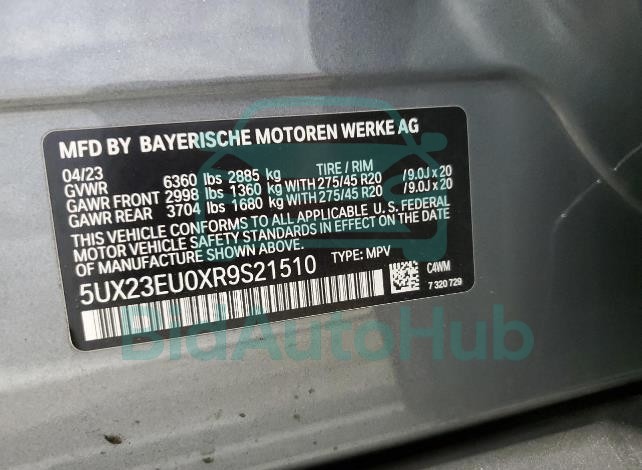 MFD BY BAYERISCHE MOTOREN WERKE AG
04/23 TIRE / RIM
GVWR 6360 lbs 2885 kg
GAWR FRONT 2998 lbs 1360 kg WITH 275/45 R20 /9.0J x 20
GAWR REAR 3704 lbs 1680 kg WITH 275/45 R20 /9.0J x 20
THIS VEHICLE CONFORMS TO ALL APPLICABLE U. S. FEDERAL
MOTOR VEHICLE SAFETY STANDARDS IN EFFECT ON THE DATE
OF MANUFACTURE SHOWN ABOVE.
5UX23EU0XR9S21510 TYPE: MPV
C4WM
7 320 729
BidAutoHub